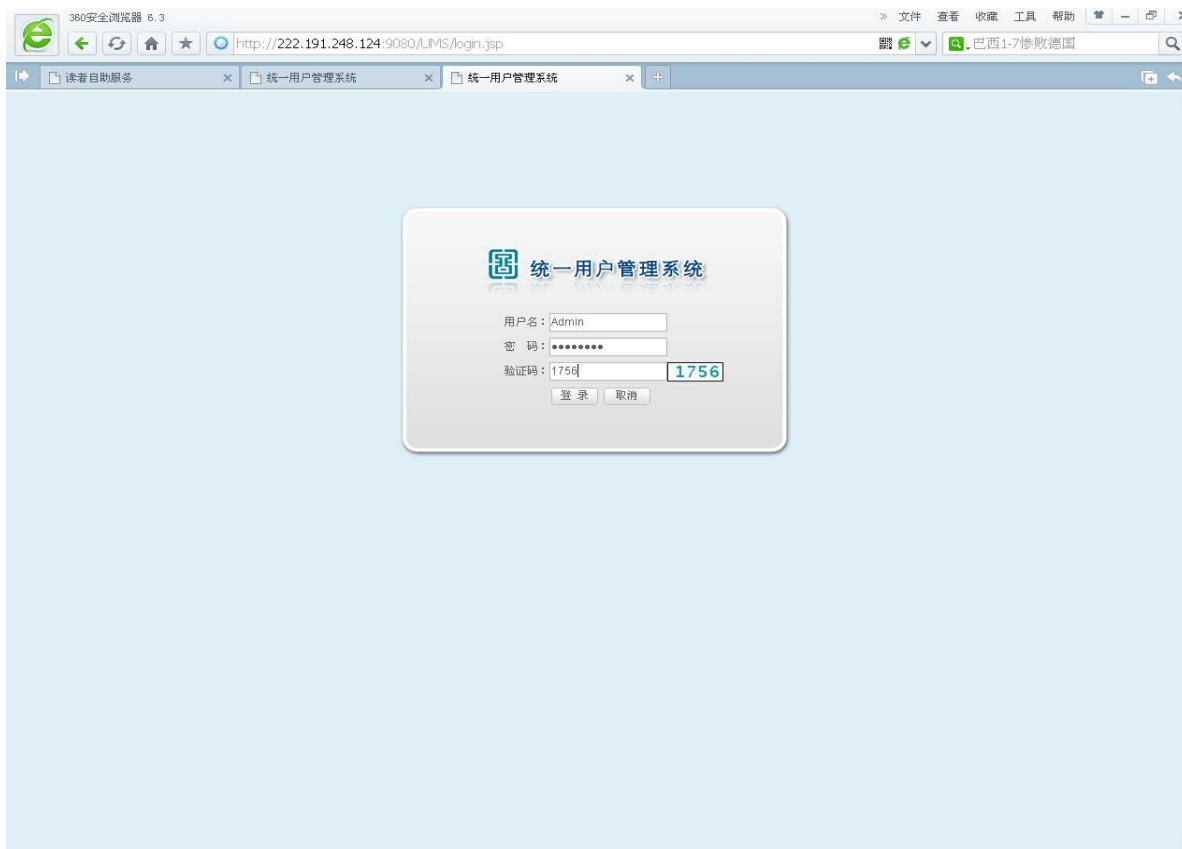 360安全浏览器 6.3
» 文件 查看 收藏 工具 帮助
http://222.191.248.124:9080/UMS/login.jsp
巴西1-7惨败德国
读者自助服务
统一用户管理系统
统一用户管理系统
统一用户管理系统
用户名：Admin
密 码：••••••••
验证码：1756 1756
登 录 取消